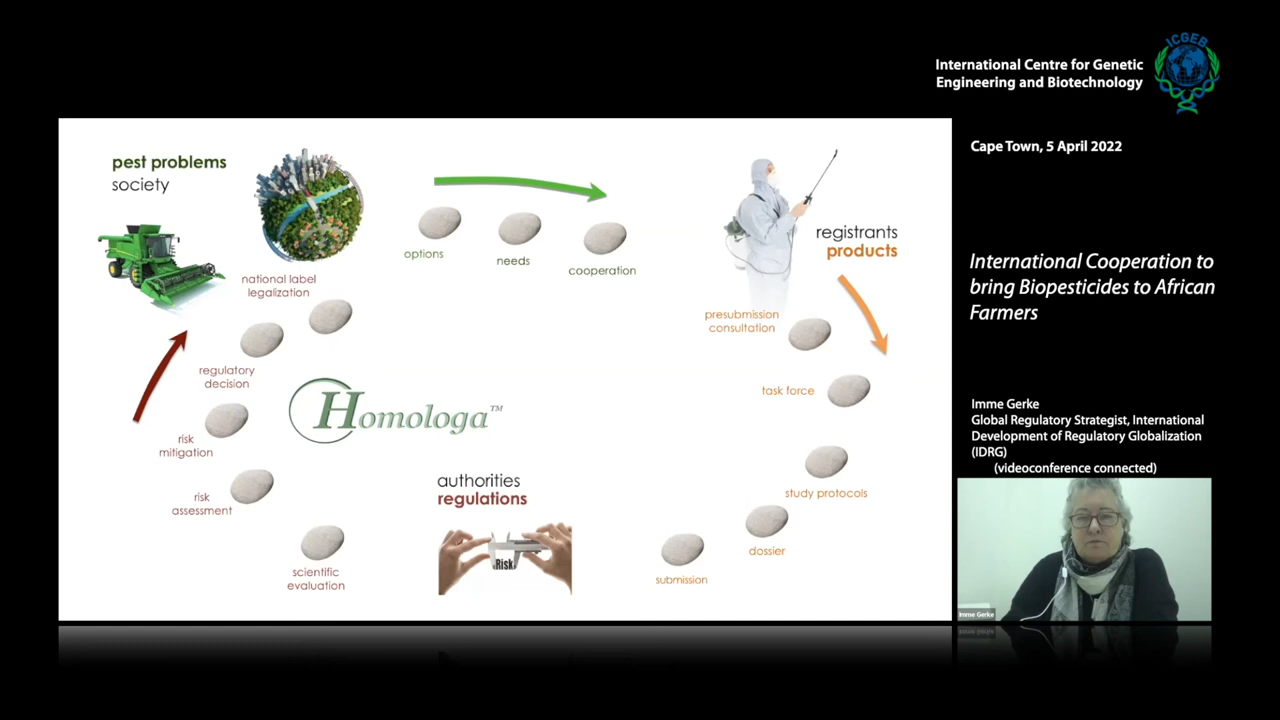 ICGEB
International Centre for Genetic
Engineering and Biotechnology
Cape Town, 5 April 2022
International Cooperation to
bring Biopesticides to African
Farmers
Imme Gerke
Global Regulatory Strategist, International
Development of Regulatory Globalization
(IDRG)
(videoconference connected)
Imme Gerke
pest problems
society
options
needs
cooperation
registrants
products
presubmission
consultation
task force
study protocols
dossier
submission
authorities
regulations
Risk
scientific
evaluation
risk
assessment
risk
mitigation
regulatory
decision
national label
legalization
Homologa™